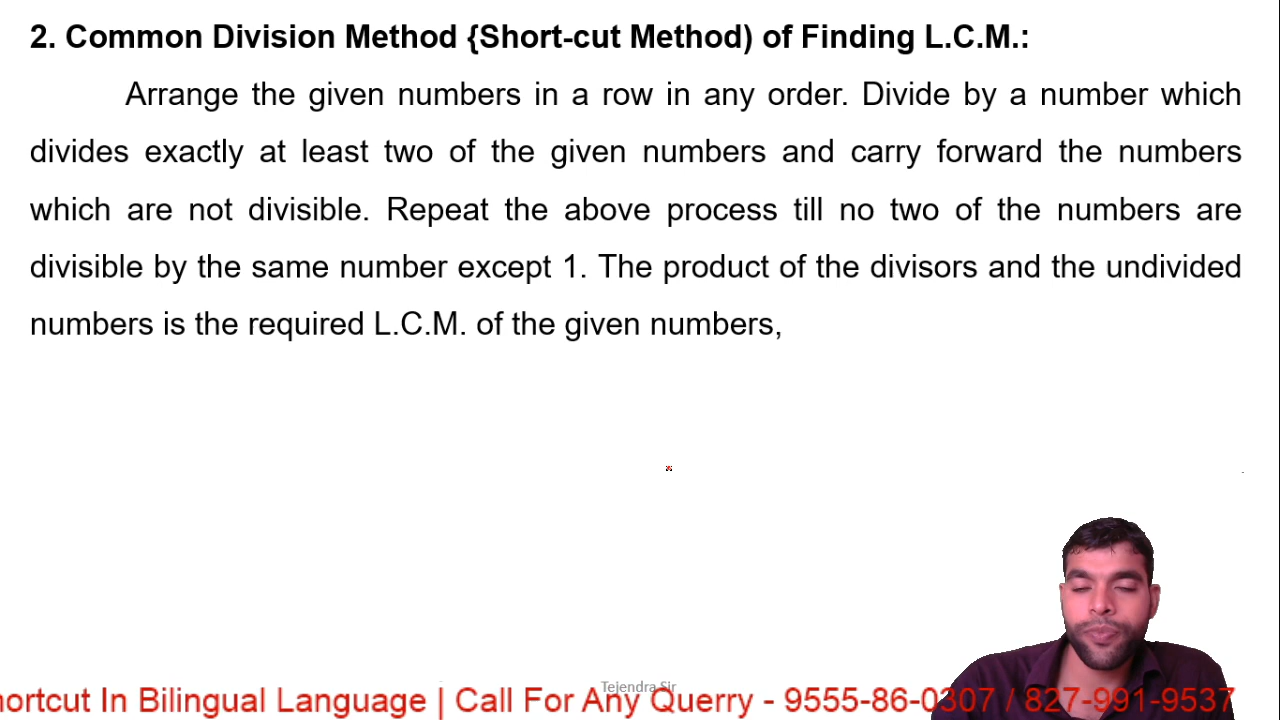 2. Common Division Method {Short-cut Method) of Finding L.C.M.:
Arrange the given numbers in a row in any order. Divide by a number which
divides exactly at least two of the given numbers and carry forward the numbers
which are not divisible. Repeat the above process till no two of the numbers are
divisible by the same number except 1. The product of the divisors and the undivided
numbers is the required L.C.M. of the given numbers,
Tejendra Sir
ortcut In Bilingual Language | Call For Any Querry - 9555-86-0307 / 827-991-9537